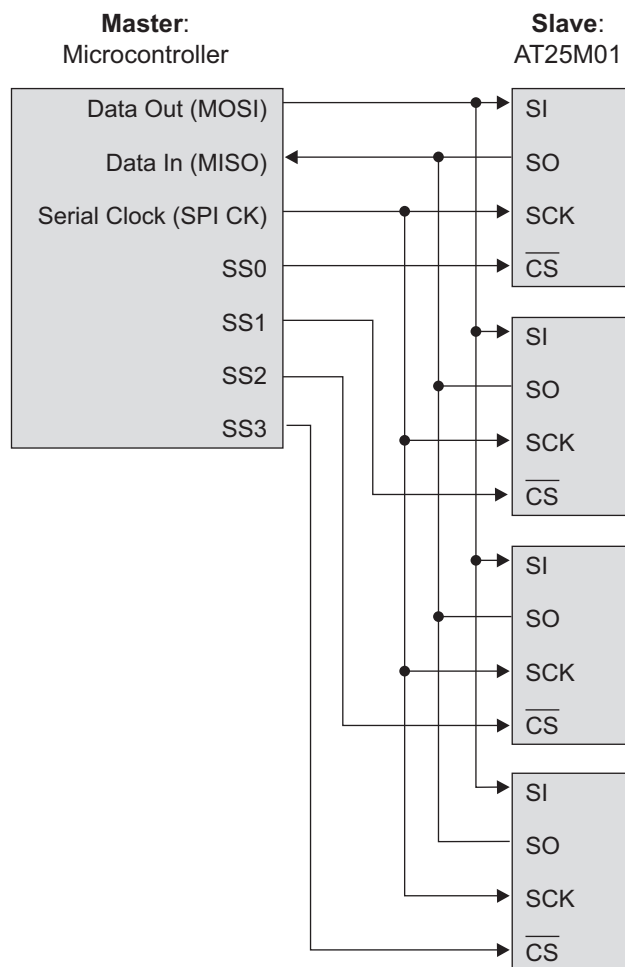 Master:
Microcontroller
Slave:
AT25M01
Data Out (MOSI)
Data In (MISO)
Serial Clock (SPI CK)
SS0
SS1
SS2
SS3
SI
SO
SCK
CS
SI
SO
SCK
CS
SI
SO
SCK
CS
SI
SO
SCK
CS